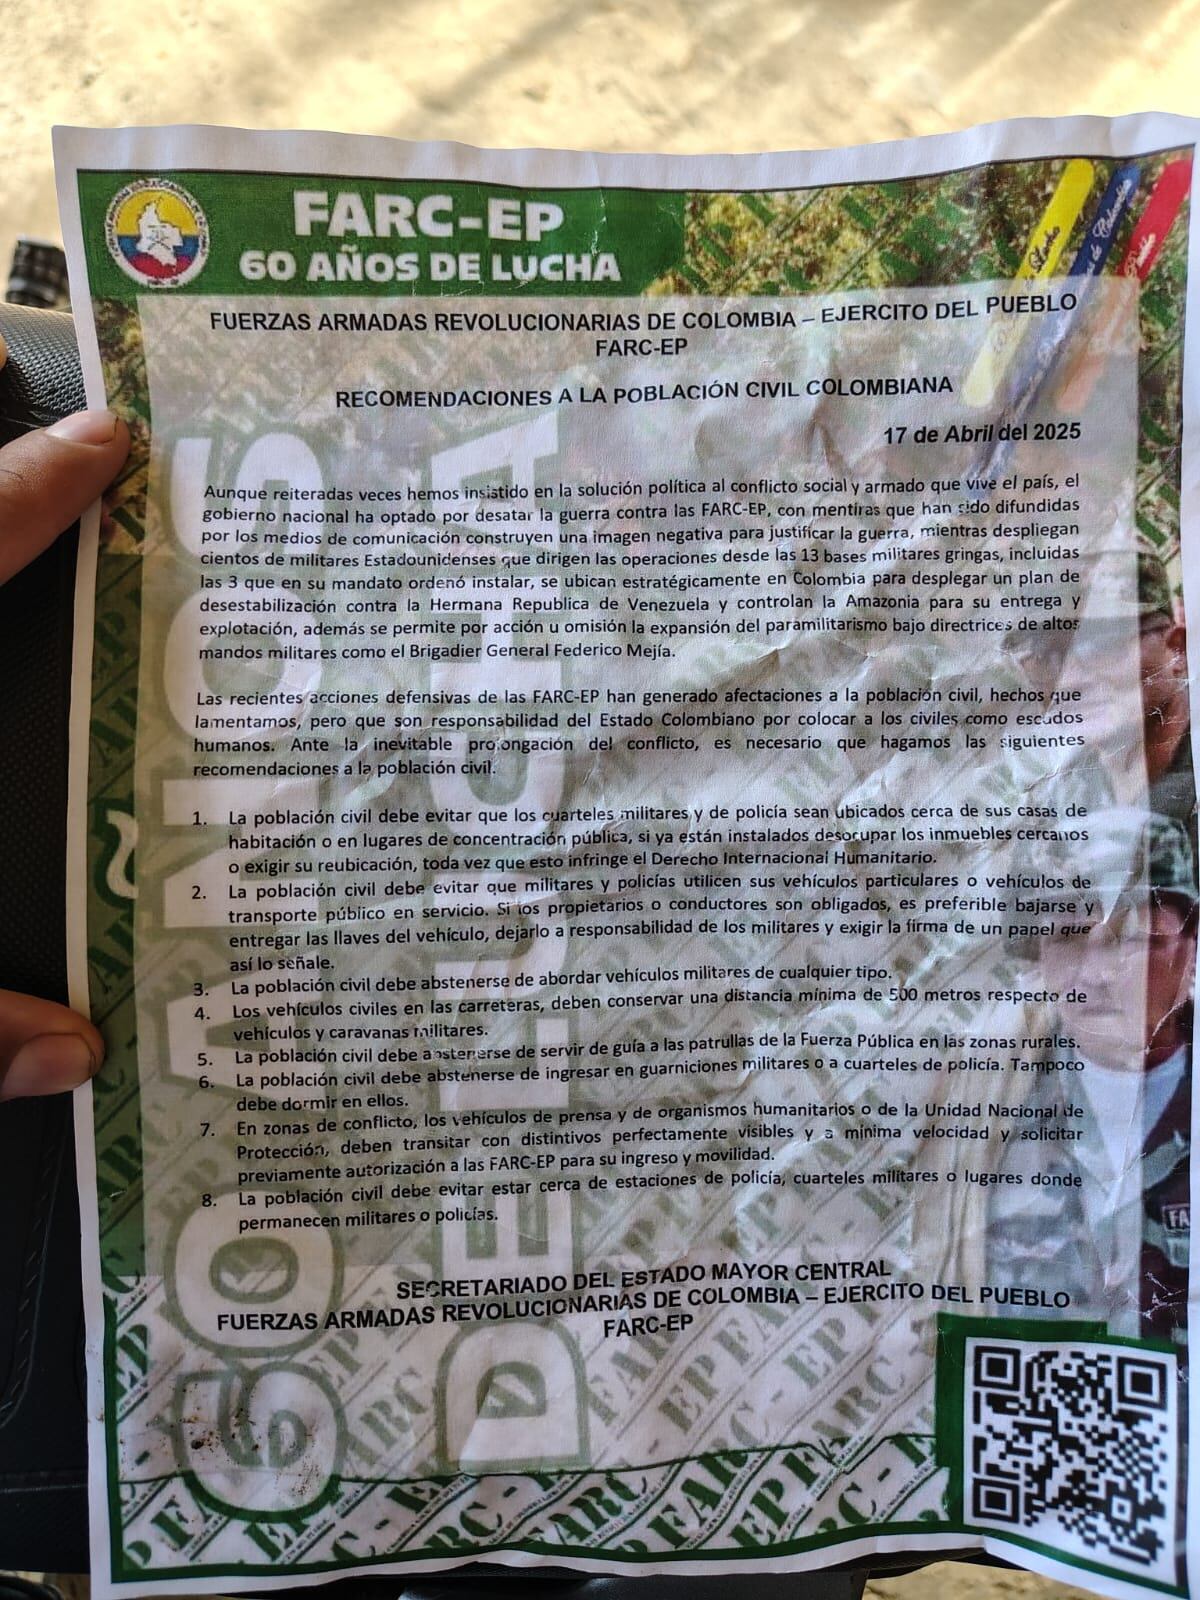 FARC-EP
60 AÑOS DE LUCHA
FUERZAS ARMADAS REVOLUCIONARIAS DE COLOMBIA – EJERCITO DEL PUEBLO
FARC-EP
RECOMENDACIONES A LA POBLACIÓN CIVIL COLOMBIANA
17 de Abril del 2025
Aunque reiteradas veces hemos insistido en la solución política al conflicto social y armado que vive el país, el
gobierno nacional ha optado por desatar la guerra contra las FARC-EP, con mentiras que han sido difundidas
por los medios de comunicación construyen una imagen negativa para justificar la guerra, mientras despliegan
cientos de militares Estadounidenses que dirigen las operaciones desde las 13 bases militares gringas, incluidas
las 3 que en su mandato ordenó instalar, se ubican estratégicamente en Colombia para desplegar un plan de
desestabilización contra la Hermana Republica de Venezuela y controlan la Amazonia para su entrega y
explotación, además se permite por acción u omisión la expansión del paramilitarismo bajo directrices de altos
mandos militares como el Brigadier General Federico Mejía.
Las recientes acciones defensivas de las FARC-EP han generado afectaciones a la población civil, hechos que
lamentamos, pero que son responsabilidad del Estado Colombiano por colocar a los civiles como escudos
humanos. Ante la inevitable prolongación del conflicto, es necesario que hagamos las siguientes
recomendaciones a la población civil.
1. La población civil debe evitar que los cuarteles militares y de policía sean ubicados cerca de sus casas de
habitación o en lugares de concentración pública, si ya están instalados desocupar los inmuebles cercanos
o exigir su reubicación, toda vez que esto infringe el Derecho Internacional Humanitario.
2. La población civil debe evitar que militares y policías utilicen sus vehículos particulares o vehículos de
transporte público en servicio. Si los propietarios o conductores son obligados, es preferible bajarse y
entregar las llaves del vehículo, dejarlo a responsabilidad de los militares y exigir la firma de un papel que
así lo señale.
3. La población civil debe abstenerse de abordar vehículos militares de cualquier tipo.
4. Los vehículos civiles en las carreteras, deben conservar una distancia mínima de 500 metros respecto de
vehículos y caravanas militares.
5. La población civil debe abstenerse de servir de guía a las patrullas de la Fuerza Pública en las zonas rurales.
6. La población civil debe abstenerse de ingresar en guarniciones militares o a cuarteles de policía. Tampoco
debe dormir en ellos.
7. En zonas de conflicto, los vehículos de prensa y de organismos humanitarios o de la Unidad Nacional de
Protección, deben transitar con distintivos perfectamente visibles y a mínima velocidad y solicitar
previamente autorización a las FARC-EP para su ingreso y movilidad.
8. La población civil debe evitar estar cerca de estaciones de policía, cuarteles militares o lugares donde
permanecen militares o policías.
SECRETARIADO DEL ESTADO MAYOR CENTRAL
FUERZAS ARMADAS REVOLUCIONARIAS DE COLOMBIA – EJERCITO DEL PUEBLO
FARC-EP
60 AÑOS
DE LUCHA